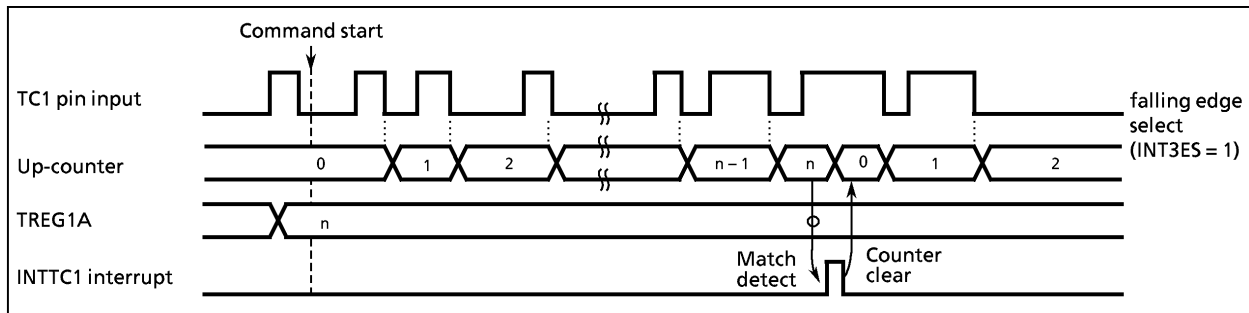 Command start
TC1 pin input
falling edge
select
(INT3ES = 1)
Up-counter
0 1 2 n – 1 n 0 1 2
TREG1A
n
Match
detect
Counter
clear
INTTC1 interrupt